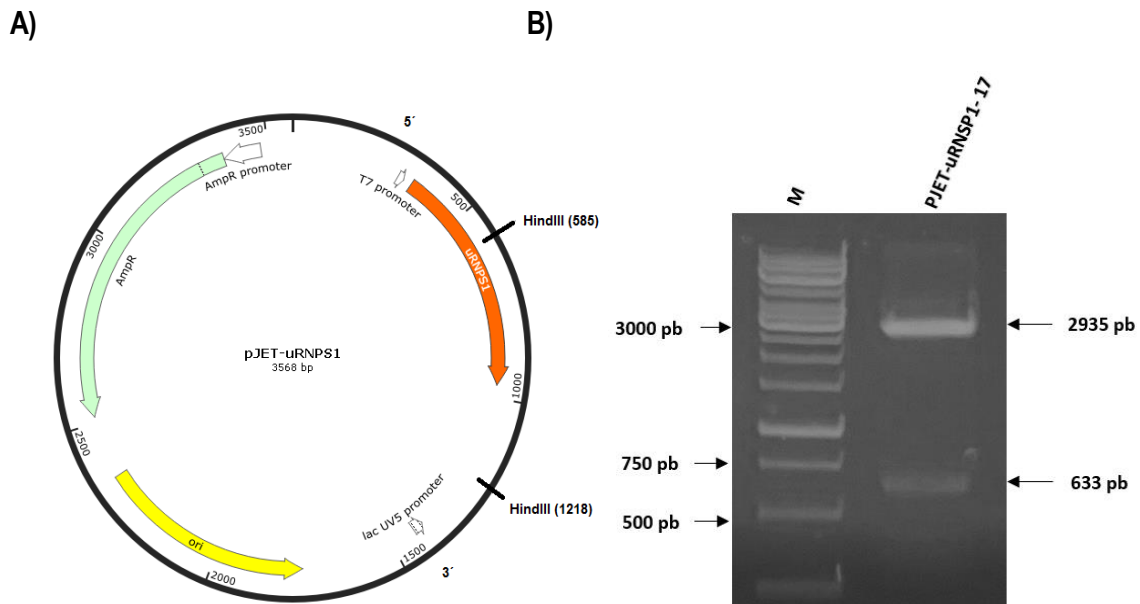 A)
B)
5´
3500
AmpR promoter
T7 promoter
500
HindIII (585)
3000
uRNPS1
AmpR
pJET-uRNPS1
3568 bp
1000
2500
HindIII (1218)
lac UV5 promoter
ori
1500
2000
3´
M
PJET-uRNSP1- 17
3000 pb
2935 pb
750 pb
633 pb
500 pb